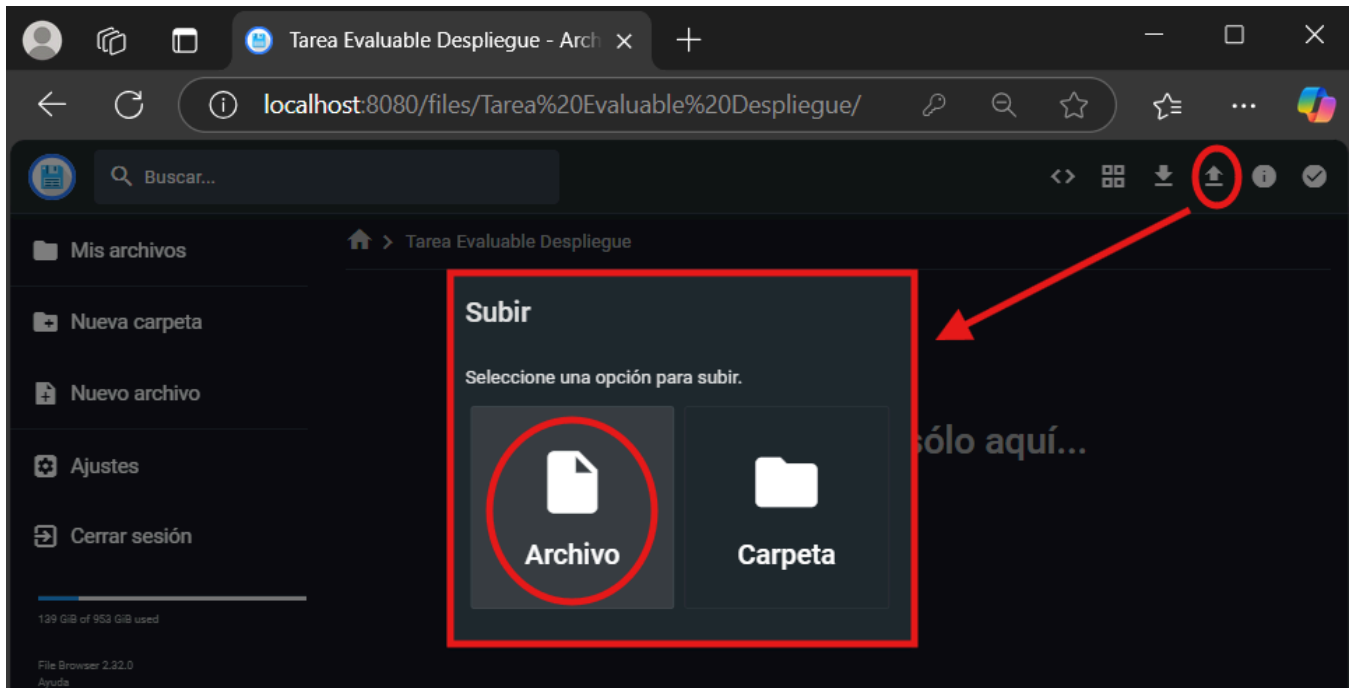 Tarea Evaluable Despliegue - Arch
localhost:8080/files/Tarea%20Evaluable%20Despliegue/
Buscar...
Mis archivos
Tarea Evaluable Despliegue
Nueva carpeta
Nuevo archivo
Ajustes
Cerrar sesión
139 GiB of 953 GiB used
File Browser 2.32.0
Ayuda
Subir
Seleccione una opción para subir.
Archivo
Carpeta
sólo aquí...